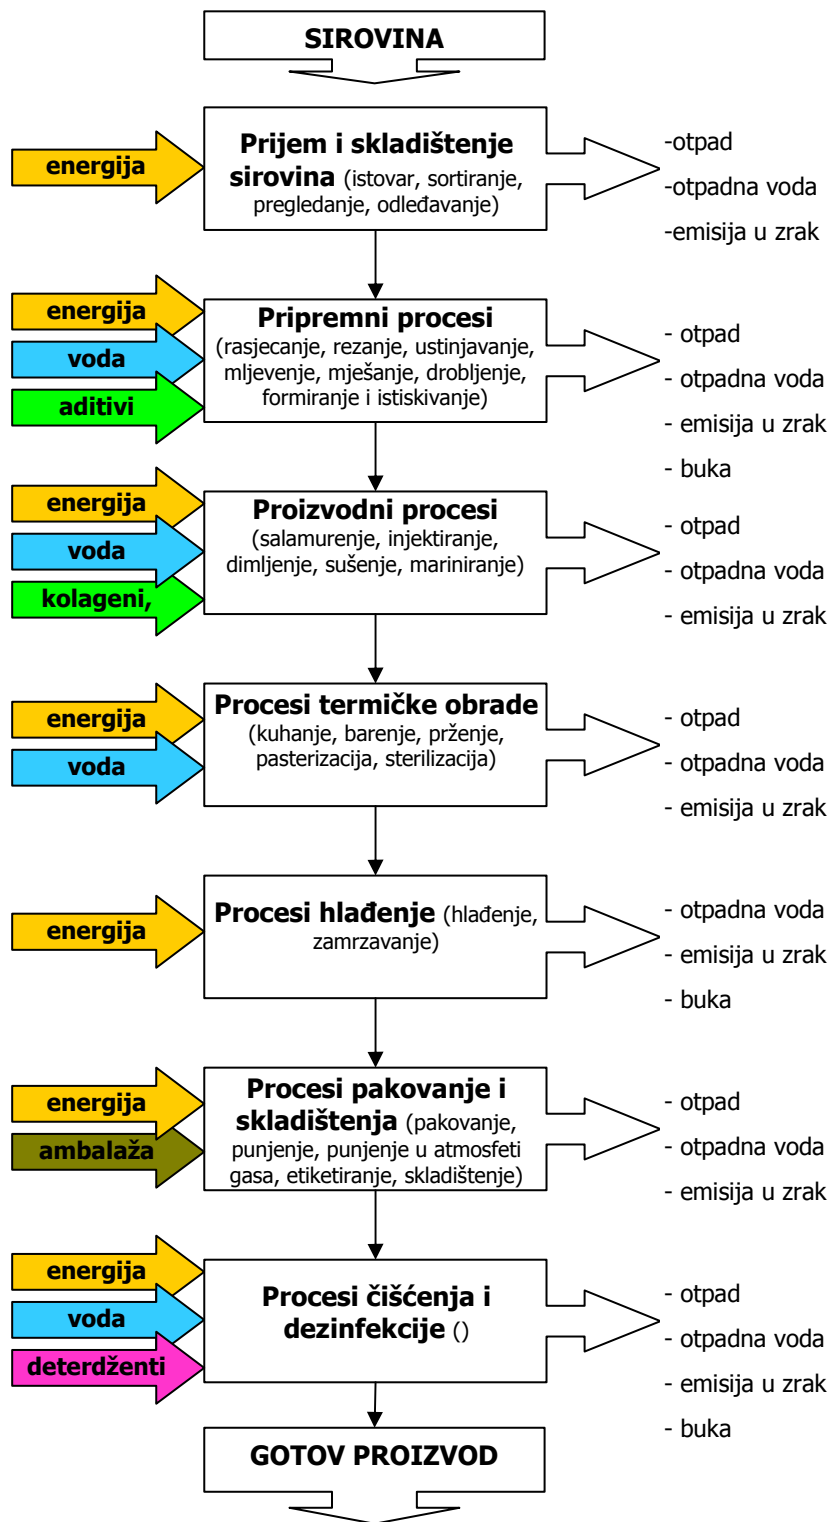 SIROVINA
energija
Prijem i skladištenje
sirovina (istovar, sortiranje,
pregledanje, odleđavanje)
-otpad
-otpadna voda
-emisija u zrak
energija
voda
aditivi
Pripremni procesi
(rasjecanje, rezanje, ustinjavanje,
mljevenje, mješanje, drobljenje,
formiranje i istiskivanje)
- otpad
- otpadna voda
- emisija u zrak
- buka
energija
voda
kolageni,
Proizvodni procesi
(salamurenje, injektiranje,
dimljenje, sušenje, mariniranje)
- otpad
- otpadna voda
- emisija u zrak
energija
voda
Procesi termičke obrade
(kuhanje, barenje, prženje,
pasterizacija, sterilizacija)
- otpad
- otpadna voda
- emisija u zrak
energija
Procesi hlađenje (hlađenje,
zamrzavanje)
- otpadna voda
- emisija u zrak
- buka
energija
ambalaža
Procesi pakovanje i
skladištenja (pakovanje,
punjenje, punjenje u atmosfeti
gasa, etiketiranje, skladištenje)
- otpad
- otpadna voda
- emisija u zrak
energija
voda
deterdženti
Procesi čišćenja i
dezinfekcije ()
- otpad
- otpadna voda
- emisija u zrak
- buka
GOTOV PROIZVOD